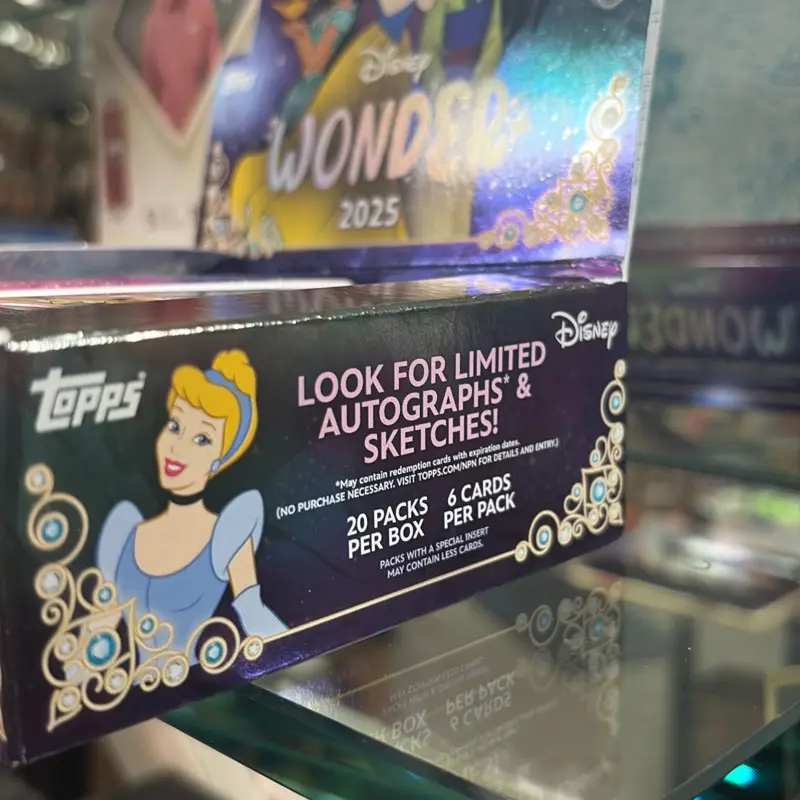 Disney
WONDER
2025
topps
Disney
LOOK FOR LIMITED
AUTOGRAPHS* &
SKETCHES!
*May contain redemption cards with expiration dates.
(NO PURCHASE NECESSARY. VISIT TOPPS.COM/NPN FOR DETAILS AND ENTRY.)
20 PACKS
PER BOX
6 CARDS
PER PACK
PACKS WITH A SPECIAL INSERT
MAY CONTAIN LESS CARDS.